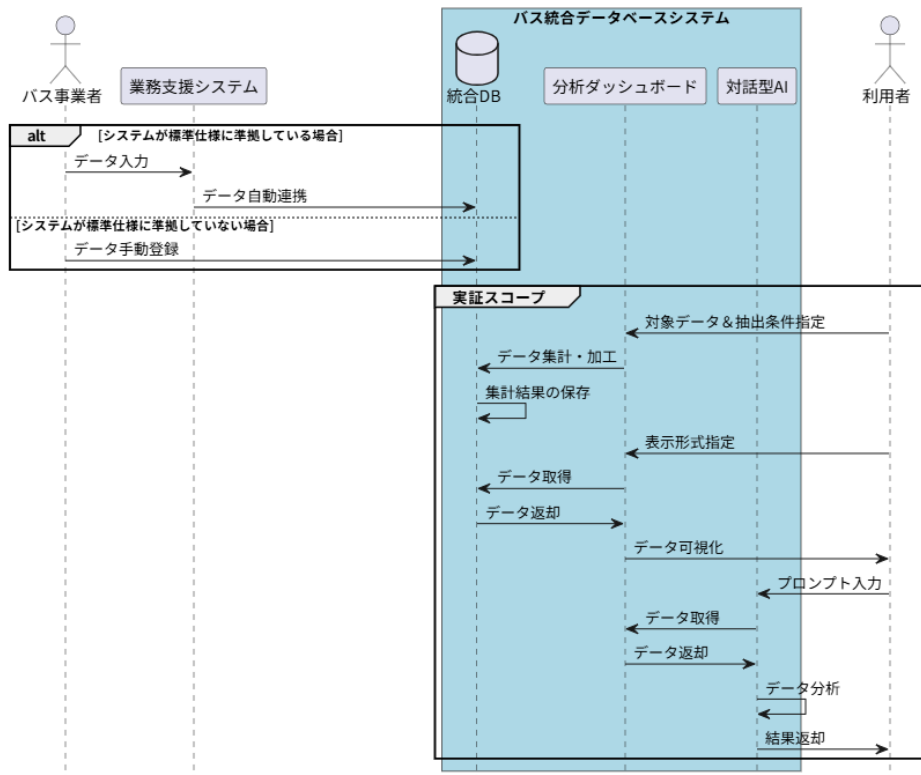 バス統合データベースシステム
バス事業者
業務支援システム
統合DB
分析ダッシュボード
対話型AI
利用者
alt
[システムが標準仕様に準拠している場合]
データ入力
データ自動連携
[システムが標準仕様に準拠していない場合]
データ手動登録
実証スコープ
対象データ＆抽出条件指定
データ集計・加工
集計結果の保存
表示形式指定
データ取得
データ返却
データ可視化
プロンプト入力
データ取得
データ返却
データ分析
結果返却